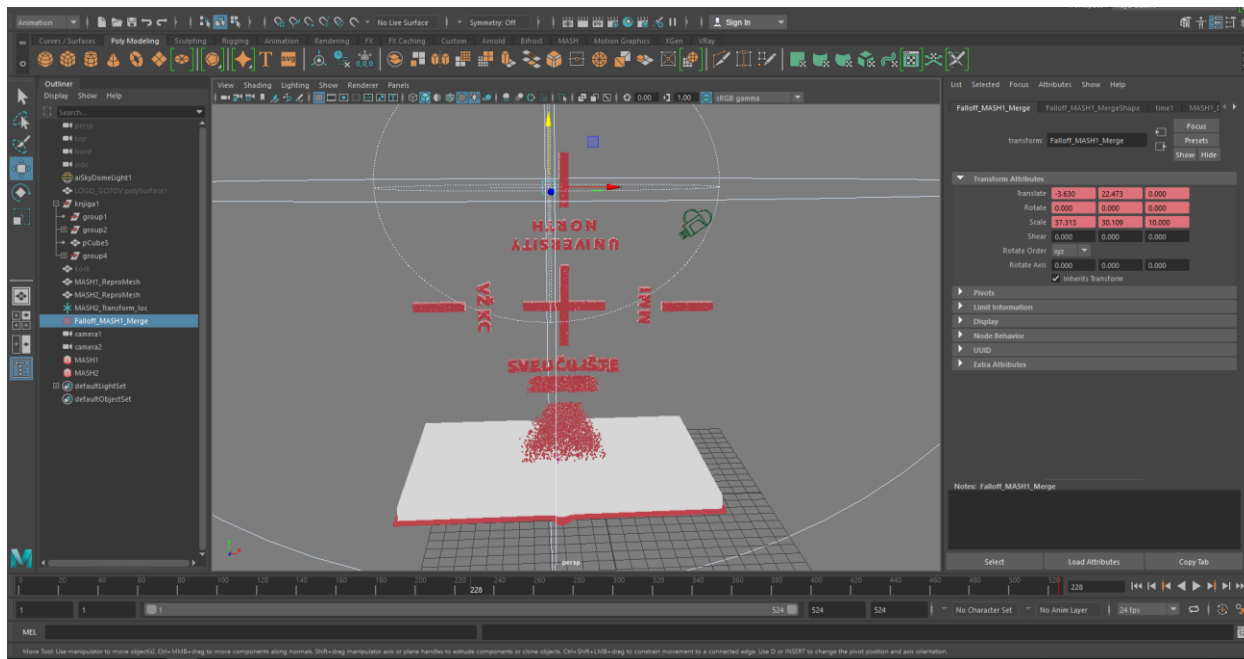 Animation
No Live Surface
Symmetry: Off
Sign In
Curves / Surfaces Poly Modeling Sculpting Rigging Animation Rendering FX FX Caching Custom Arnold Bifrost MASH Motion Graphics XGen VRay
T SVG
Outliner
Display Show Help
Search...
persp
top
front
side
aiSkyDomeLight1
LOGO_GOTOV:polySurface1
knjiga1
group1
group2
pCube5
group4
Kock
MASH1_ReproMesh
MASH2_ReproMesh
MASH2_Transform_loc
Falloff_MASH1_Merge
camera1
camera2
MASH1
MASH2
defaultLightSet
defaultObjectSet
View Shading Lighting Show Renderer Panels
0.00 1.00 sRGB gamma
NORTH
UNIVERSITY
VŽ KC
SVEUČILIŠTE
persp
List Selected Focus Attributes Show Help
Falloff_MASH1_Merge Falloff_MASH1_MergeShape time1 MASH1_
transform: Falloff_MASH1_Merge
Focus
Presets
Show Hide
Transform Attributes
Translate -3.630 22.473 0.000
Rotate 0.000 0.000 0.000
Scale 37.313 30.109 10.000
Shear 0.000 0.000 0.000
Rotate Order xyz
Rotate Axis 0.000 0.000 0.000
Inherits Transform
Pivots
Limit Information
Display
Node Behavior
UUID
Extra Attributes
Notes: Falloff_MASH1_Merge
Select Load Attributes Copy Tab
0 20 40 60 80 100 120 140 160 180 200 220 240 260 280 300 320 340 360 380 400 420 440 460 480 500 520
228
228
1 1 1 524 524 524 No Character Set No Anim Layer 24 fps
MEL
Move Tool: Use manipulator to move object(s). Ctrl+MMB+drag to move components along normals. Shift+drag manipulator axis or plane handles to extrude components or clone objects. Ctrl+Shift+LMB+drag to constrain movement to a connected edge. Use D or INSERT to change the pivot position and axis orientation.